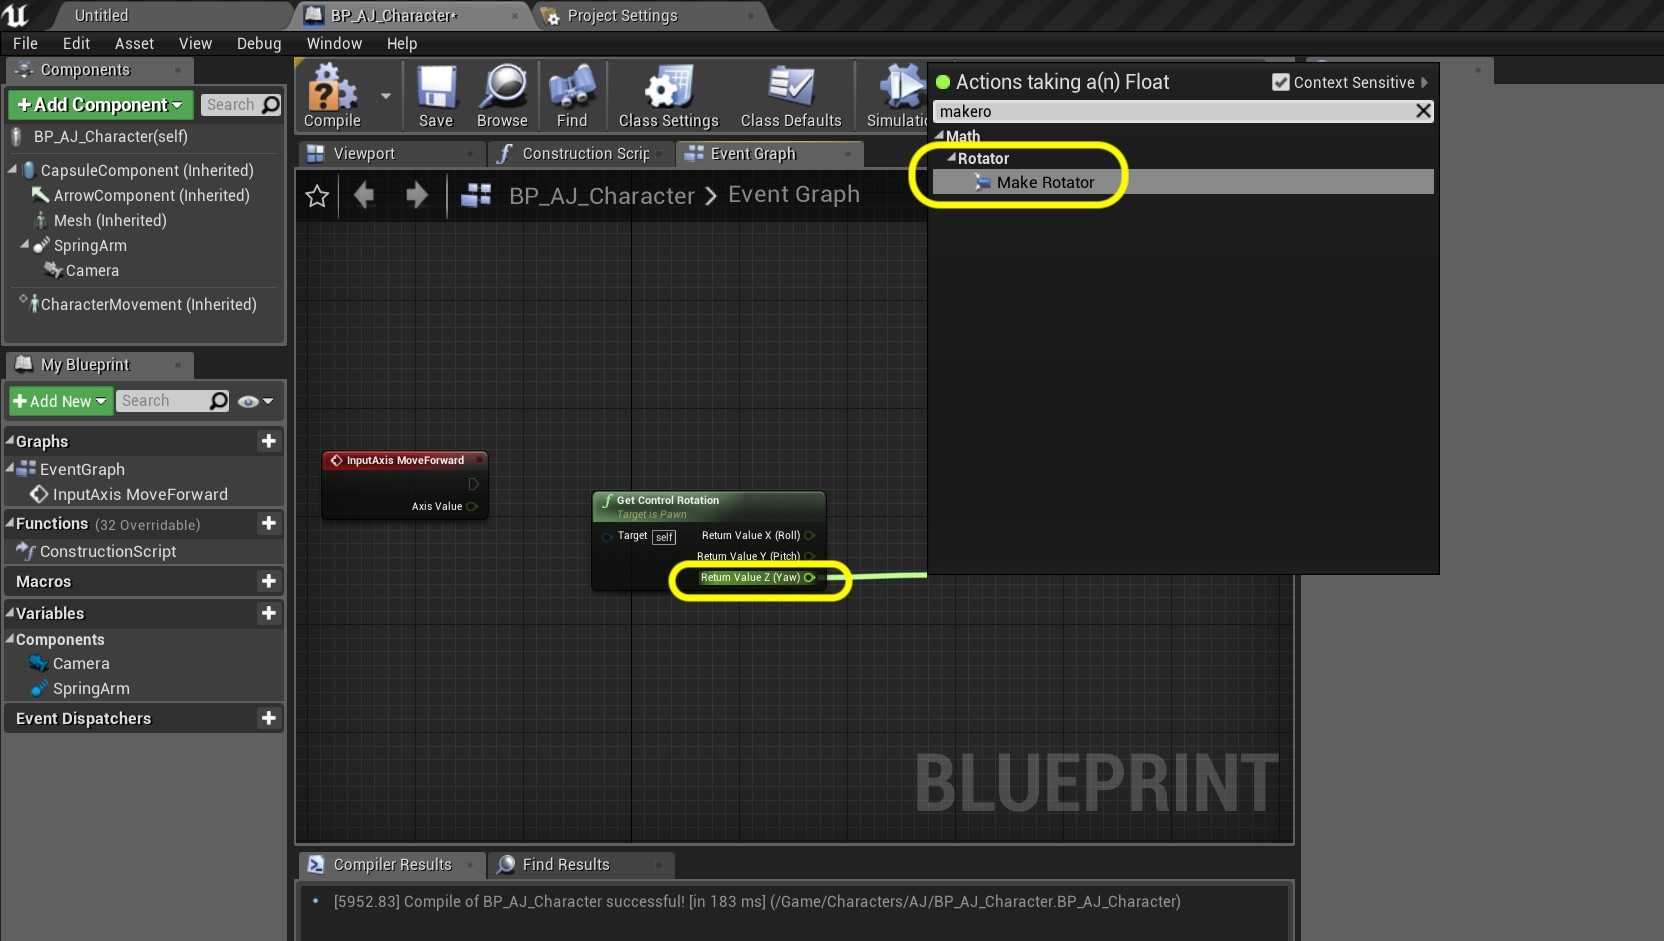 Untitled
BP_AJ_Character*
Project Settings
File Edit Asset View Debug Window Help
Components
+Add Component
Search
BP_AJ_Character(self)
CapsuleComponent (Inherited)
ArrowComponent (Inherited)
Mesh (Inherited)
SpringArm
Camera
CharacterMovement (Inherited)
My Blueprint
+Add New
Search
Graphs
EventGraph
InputAxis MoveForward
Functions (32 Overridable)
ConstructionScript
Macros
Variables
Components
Camera
SpringArm
Event Dispatchers
Compile
Save
Browse
Find
Class Settings
Class Defaults
Simulati
Viewport
Construction Scrip
Event Graph
BP_AJ_Character > Event Graph
InputAxis MoveForward
Axis Value
Get Control Rotation
Target is Pawn
Target self
Return Value X (Roll)
Return Value Y (Pitch)
Return Value Z (Yaw)
Actions taking a(n) Float
Context Sensitive
makero
Math
Rotator
Make Rotator
BLUEPRINT
Compiler Results
Find Results
[5952.83] Compile of BP_AJ_Character successful! [in 183 ms] (/Game/Characters/AJ/BP_AJ_Character.BP_AJ_Character)